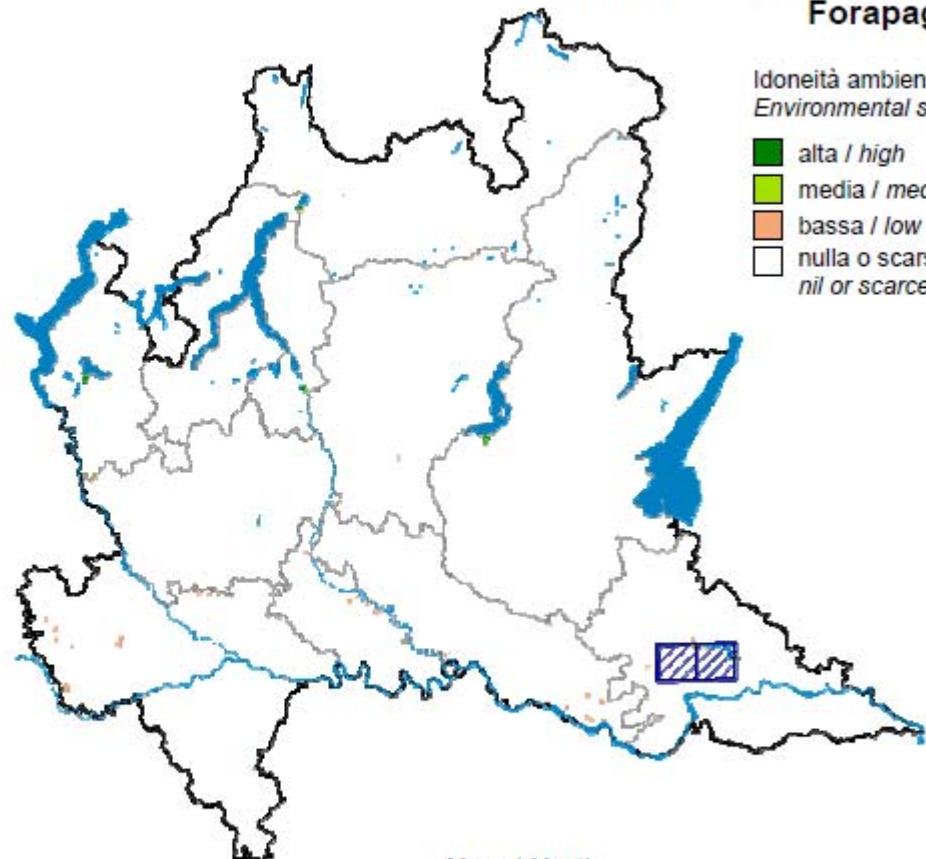 Forapag
Idoneità ambien
Environmental s
alta / high
media / med
bassa / low
nulla o scars
nil or scarce